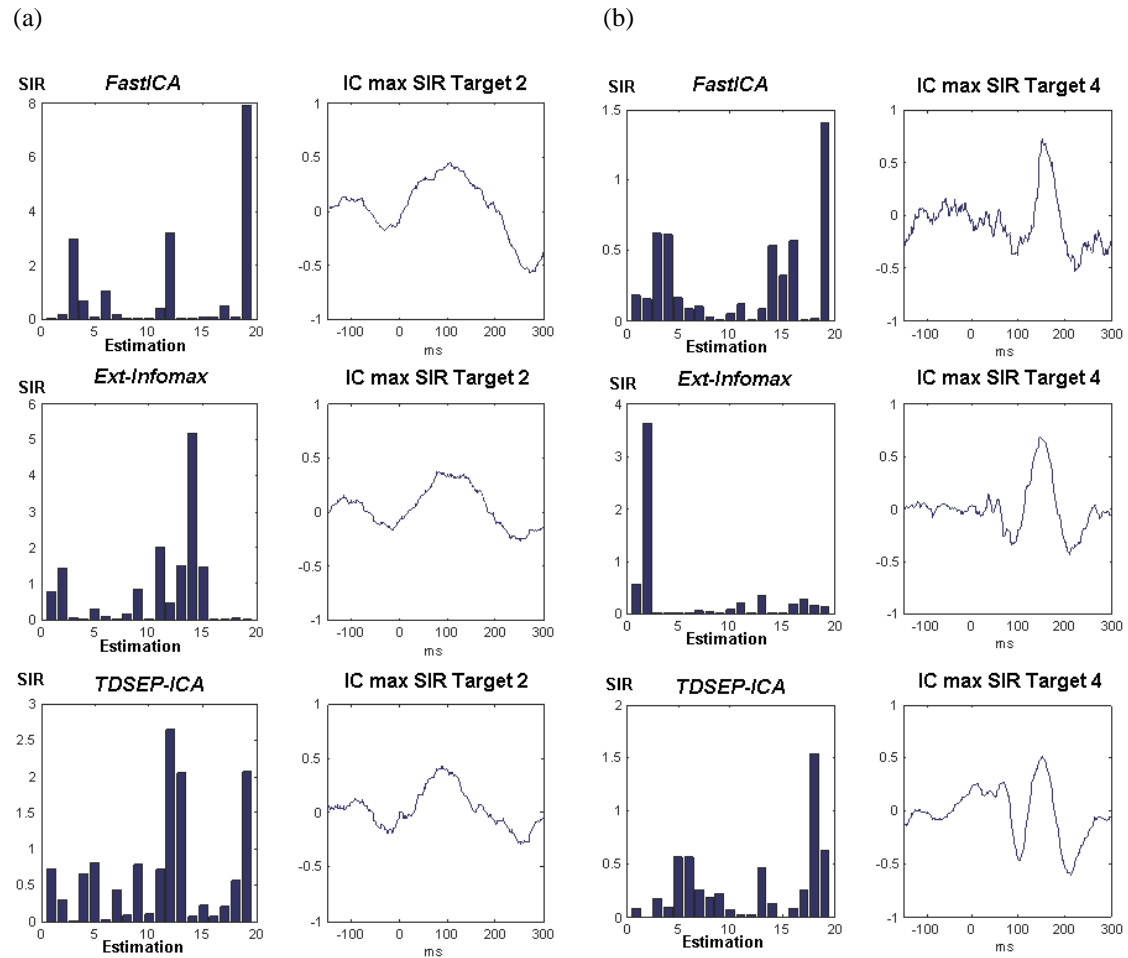 (a)
(b)
SIR
FastICA
IC max SIR Target 2
8
6
4
2
0
0 5 10 15 20
Estimation
1
0.5
0
-0.5
-1
-100 0 100 200 300
ms
FastICA
IC max SIR Target 4
1.5
1
0.5
0
0 5 10 15 20
Estimation
1
0.5
0
-0.5
-1
-100 0 100 200 300
ms
SIR
Ext-Infomax
IC max SIR Target 2
6
5
4
3
2
1
0
0 5 10 15 20
Estimation
1
0.5
0
-0.5
-1
-100 0 100 200 300
ms
SIR
Ext-Infomax
IC max SIR Target 4
4
3
2
1
0
0 5 10 15 20
Estimation
1
0.5
0
-0.5
-1
-100 0 100 200 300
ms
SIR
TDSEP-ICA
IC max SIR Target 2
3
2.5
2
1.5
1
0.5
0
0 5 10 15 20
Estimation
1
0.5
0
-0.5
-1
-100 0 100 200 300
ms
SIR
TDSEP-ICA
IC max SIR Target 4
2
1.5
1
0.5
0
0 5 10 15 20
Estimation
1
0.5
0
-0.5
-1
-100 0 100 200 300
ms